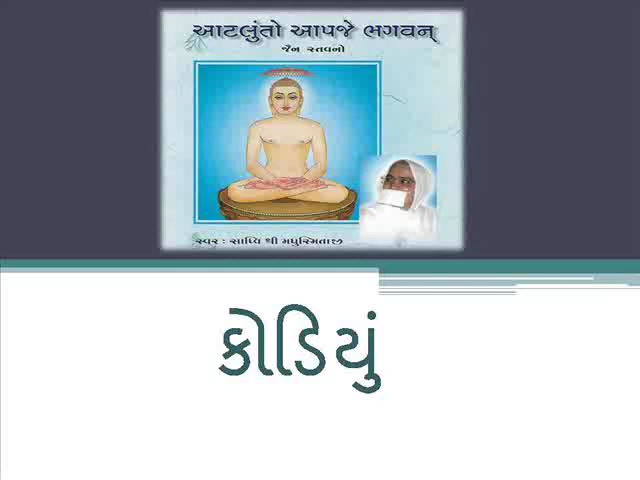 આટલુંતો આપજે ભગવન્
જૈન સ્તવનો
સ્વર : સાધ્વિ શ્રી મધુસ્મિતાજી
કોડિયું